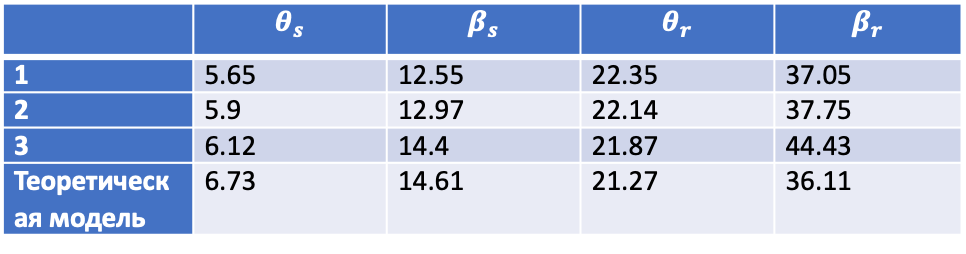 θs βs θr βr
1 5.65 12.55 22.35 37.05
2 5.9 12.97 22.14 37.75
3 6.12 14.4 21.87 44.43
Теоретическ 6.73 14.61 21.27 36.11
ая модель